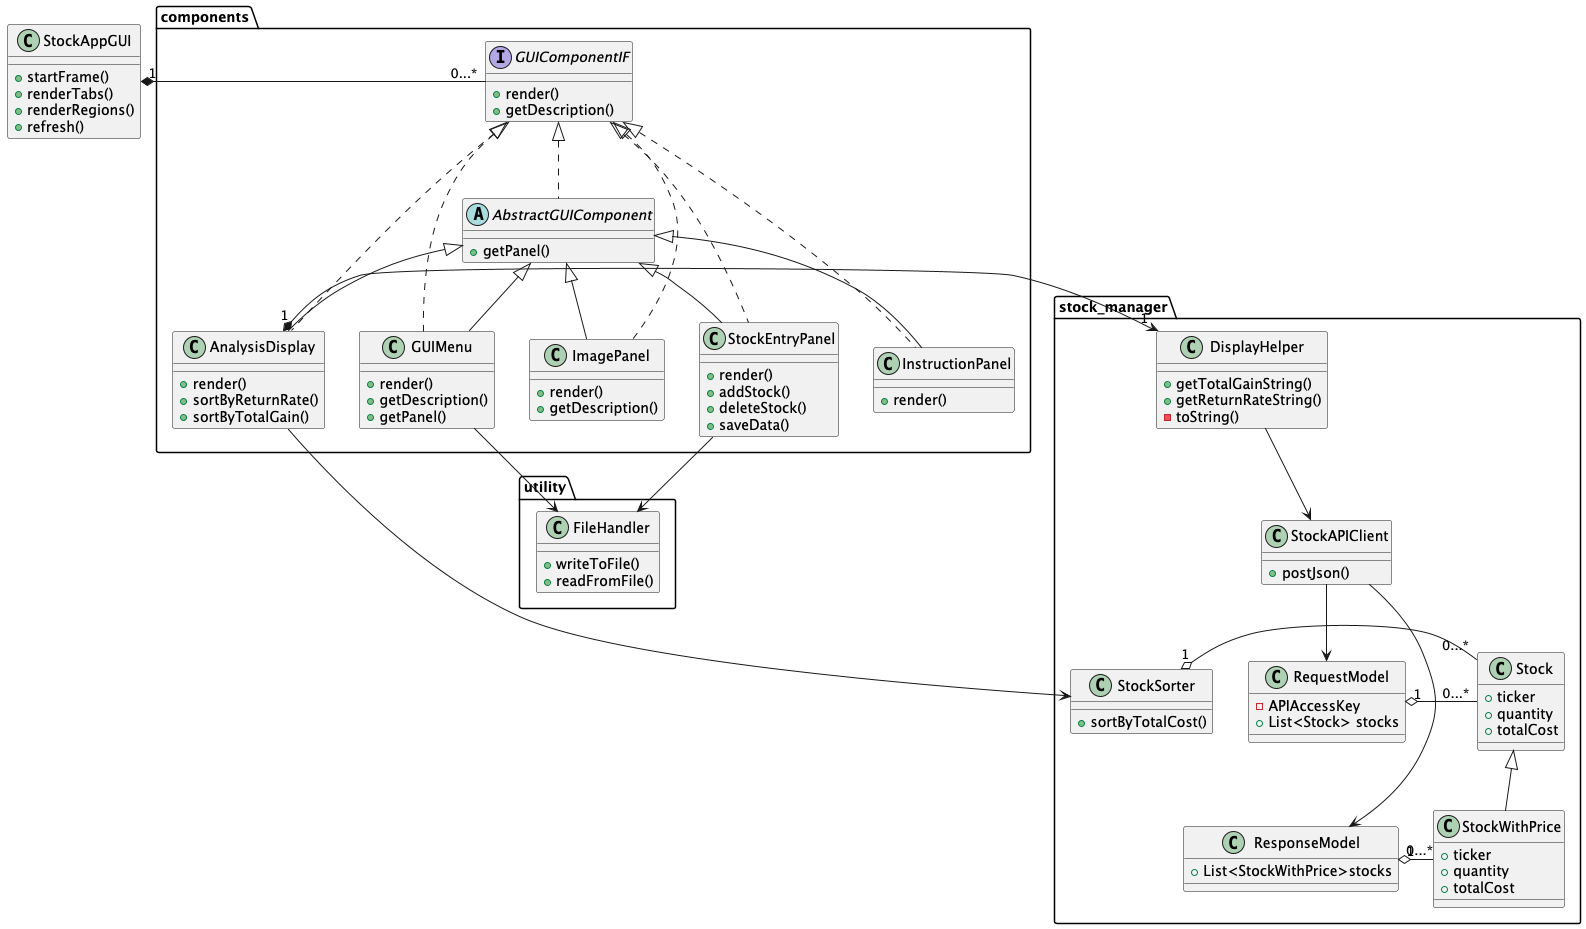 components
C StockAppGUI
startFrame()
renderTabs()
renderRegions()
refresh()
1
0...*
I GUIComponentIF
render()
getDescription()
A AbstractGUIComponent
getPanel()
1
C AnalysisDisplay
render()
sortByReturnRate()
sortByTotalGain()
C GUIMenu
render()
getDescription()
getPanel()
C ImagePanel
render()
getDescription()
C StockEntryPanel
render()
addStock()
deleteStock()
saveData()
C InstructionPanel
render()
utility
C FileHandler
writeToFile()
readFromFile()
stock_manager
1
C DisplayHelper
getTotalGainString()
getReturnRateString()
toString()
C StockAPIClient
postJson()
1
0...*
C StockSorter
sortByTotalCost()
C RequestModel
APIAccessKey
List<Stock> stocks
1
0...*
C Stock
ticker
quantity
totalCost
C ResponseModel
List<StockWithPrice>stocks
1
0...*
C StockWithPrice
ticker
quantity
totalCost